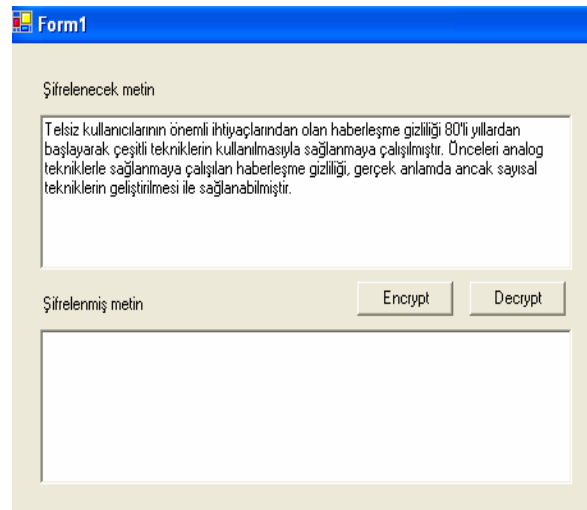 Form1
Şifrelenecek metin
Telsiz kullanıcılarının önemli ihtiyaçlarından olan haberleşme gizliliği 80'li yıllardan
başlayarak çeşitli tekniklerin kullanılmasıyla sağlanmaya çalışılmıştır. Önceleri analog
tekniklerle sağlanmaya çalışılan haberleşme gizliliği, gerçek anlamda ancak sayısal
tekniklerin geliştirilmesi ile sağlanabilmiştir.
Şifrelenmiş metin
Encrypt
Decrypt